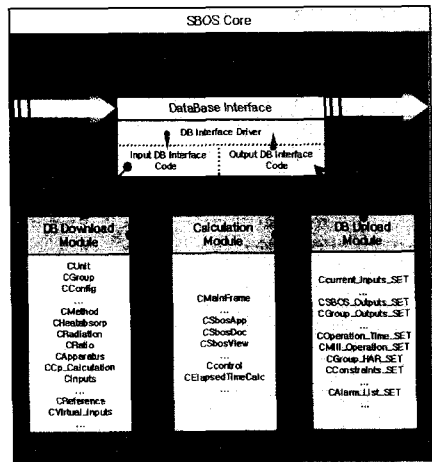 SBOS Core
DataBase Interface
DB Interface Driver
Input DB Interface
Code
Output DB Interface
Code
DB Download
Module
CUnit
CGroup
CConfig
...
CMethod
CHeatabsorp
CRadiation
CRatio
CApparatus
CCp_Calculation
CInputs
...
CReference
CVirtual_Inputs
...
Calculation
Module
CMainFrame
...
CSbosApp
CSbosDoc
CSbosView
...
Ccontrol
CElapsedTimeCalc
DB Upload
Module
Ccurrent_Inputs_SET
...
CSBOS_Outputs_SET
CGroup_Outputs_SET
...
COperation_Time_SET
CMill_Operation_SET
CGroup_HAR_SET
CConstraints_SET
...
CAlarm_List_SET
...